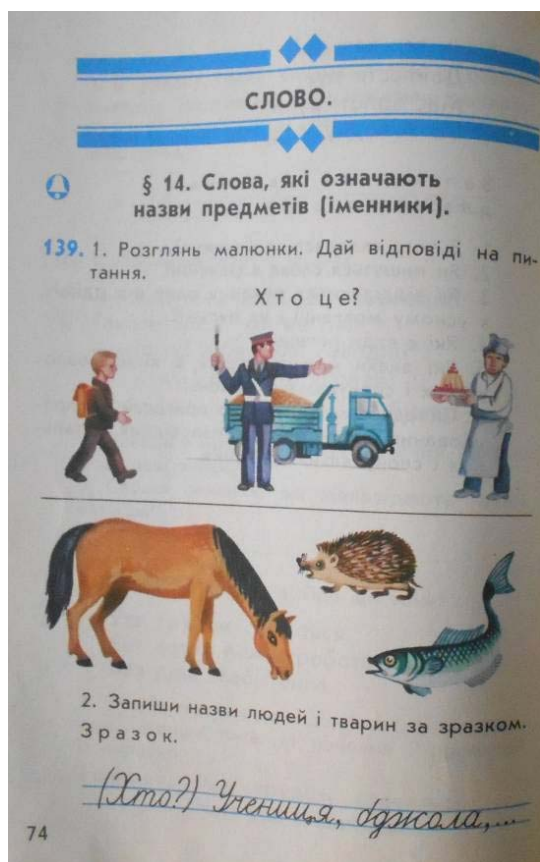 СЛОВО.
§ 14. Слова, які означають
назви предметів (іменники).
139. 1. Розглянь малюнки. Дай відповіді на пи-
тання.
Хто це?
2. Запиши назви людей і тварин за зразком.
Зразок.
(Хто?) Учениця, бджола,...
74